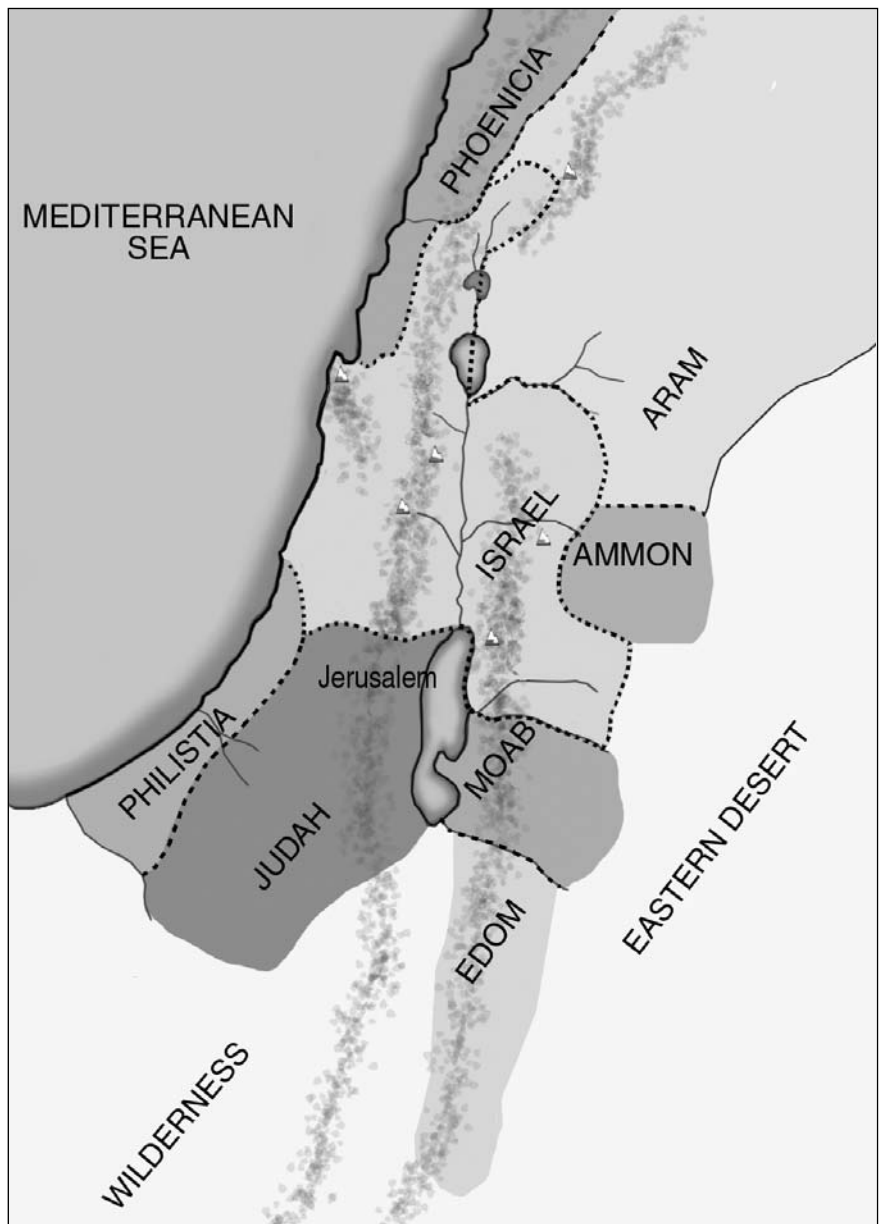 PHOENICIA
MEDITERRANEAN
SEA
ARAM
ISRAEL
AMMON
Jerusalem
PHILISTIA
MOAB
JUDAH
EASTERN DESERT
EDOM
WILDERNESS